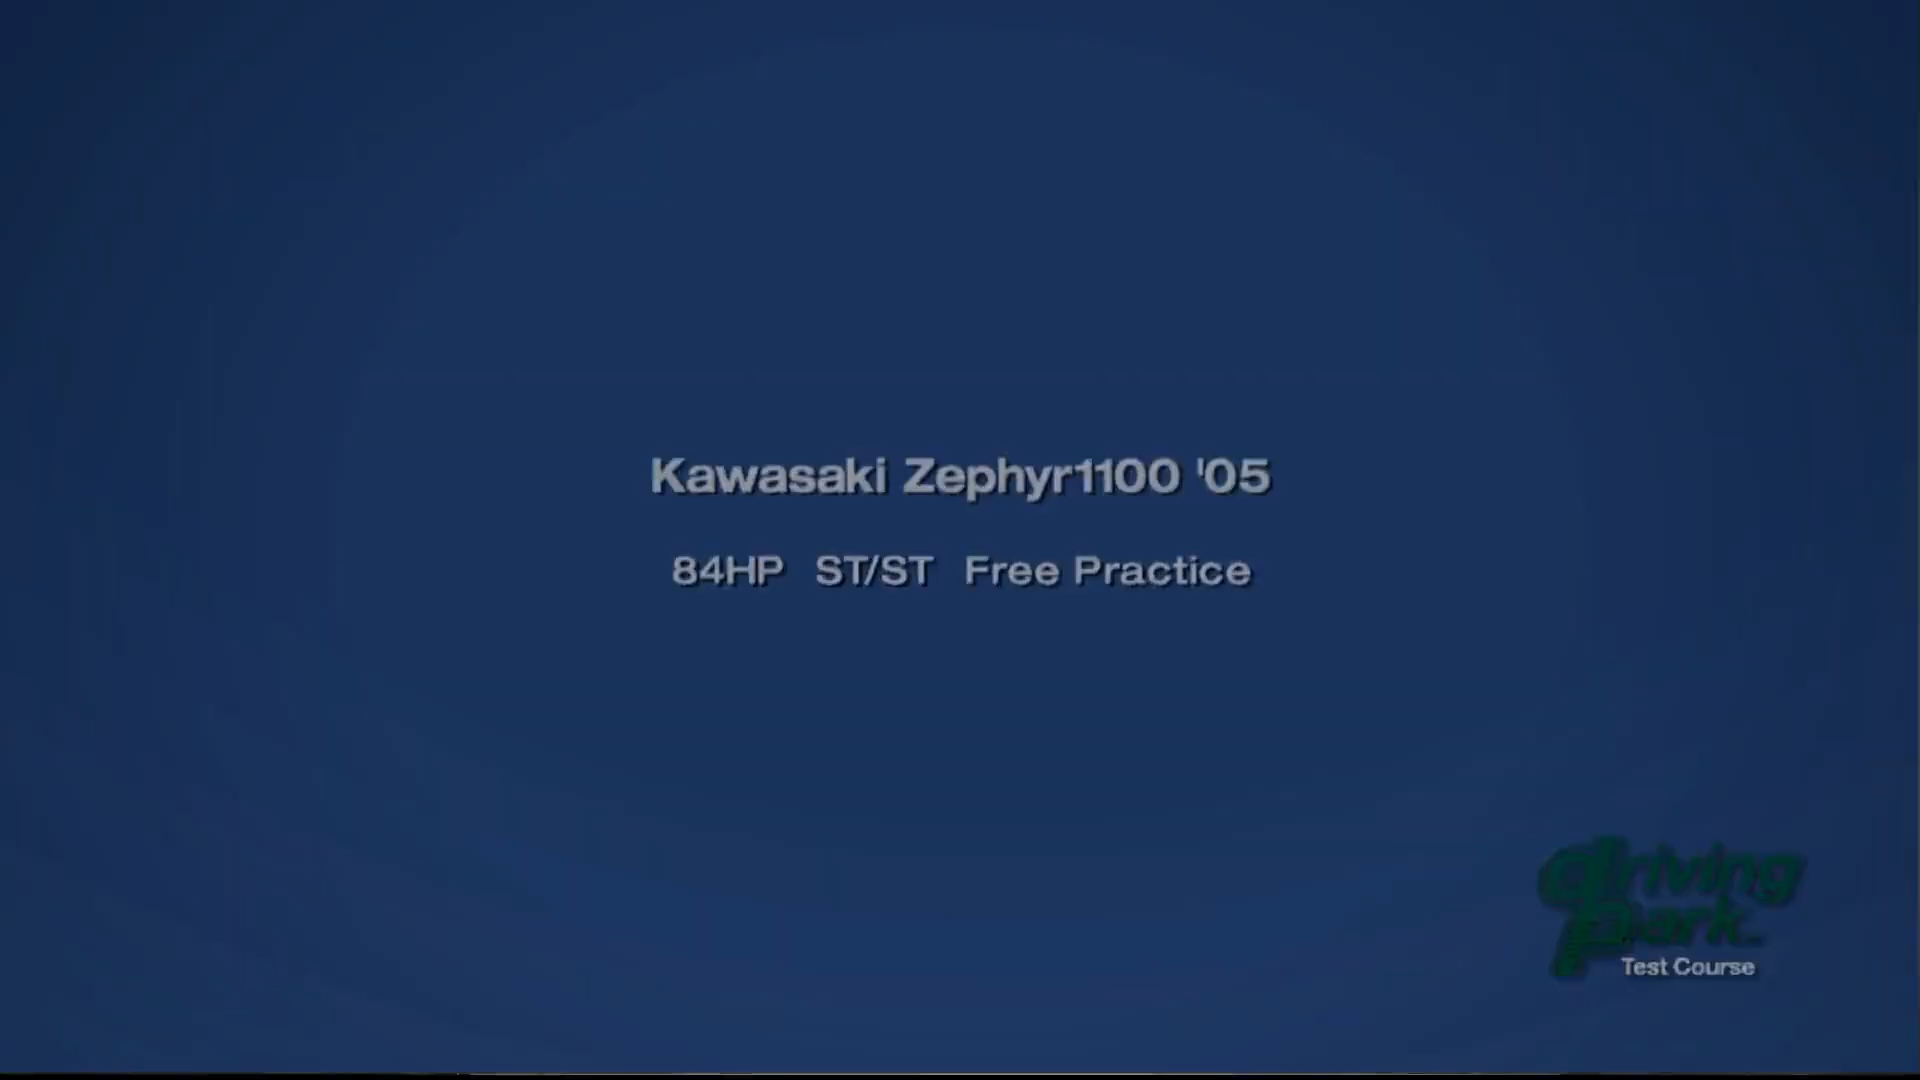 Kawasaki Zephyr1100 '05
84HP ST/ST Free Practice
driving
park
Test Course